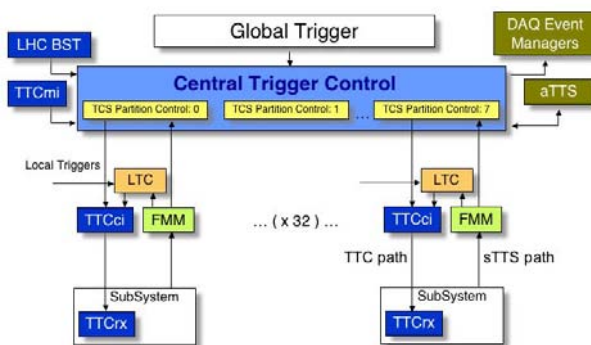 Global Trigger
LHC BST
DAQ Event
Managers
Central Trigger Control
TTCmi
aTTS
TCS Partition Control: 0
TCS Partition Control: 1
...
TCS Partition Control: 7
Local Triggers
LTC
LTC
TTCci
FMM
... ( x 32 ) ...
TTCci
FMM
TTC path
sTTS path
SubSystem
SubSystem
TTCrx
TTCrx